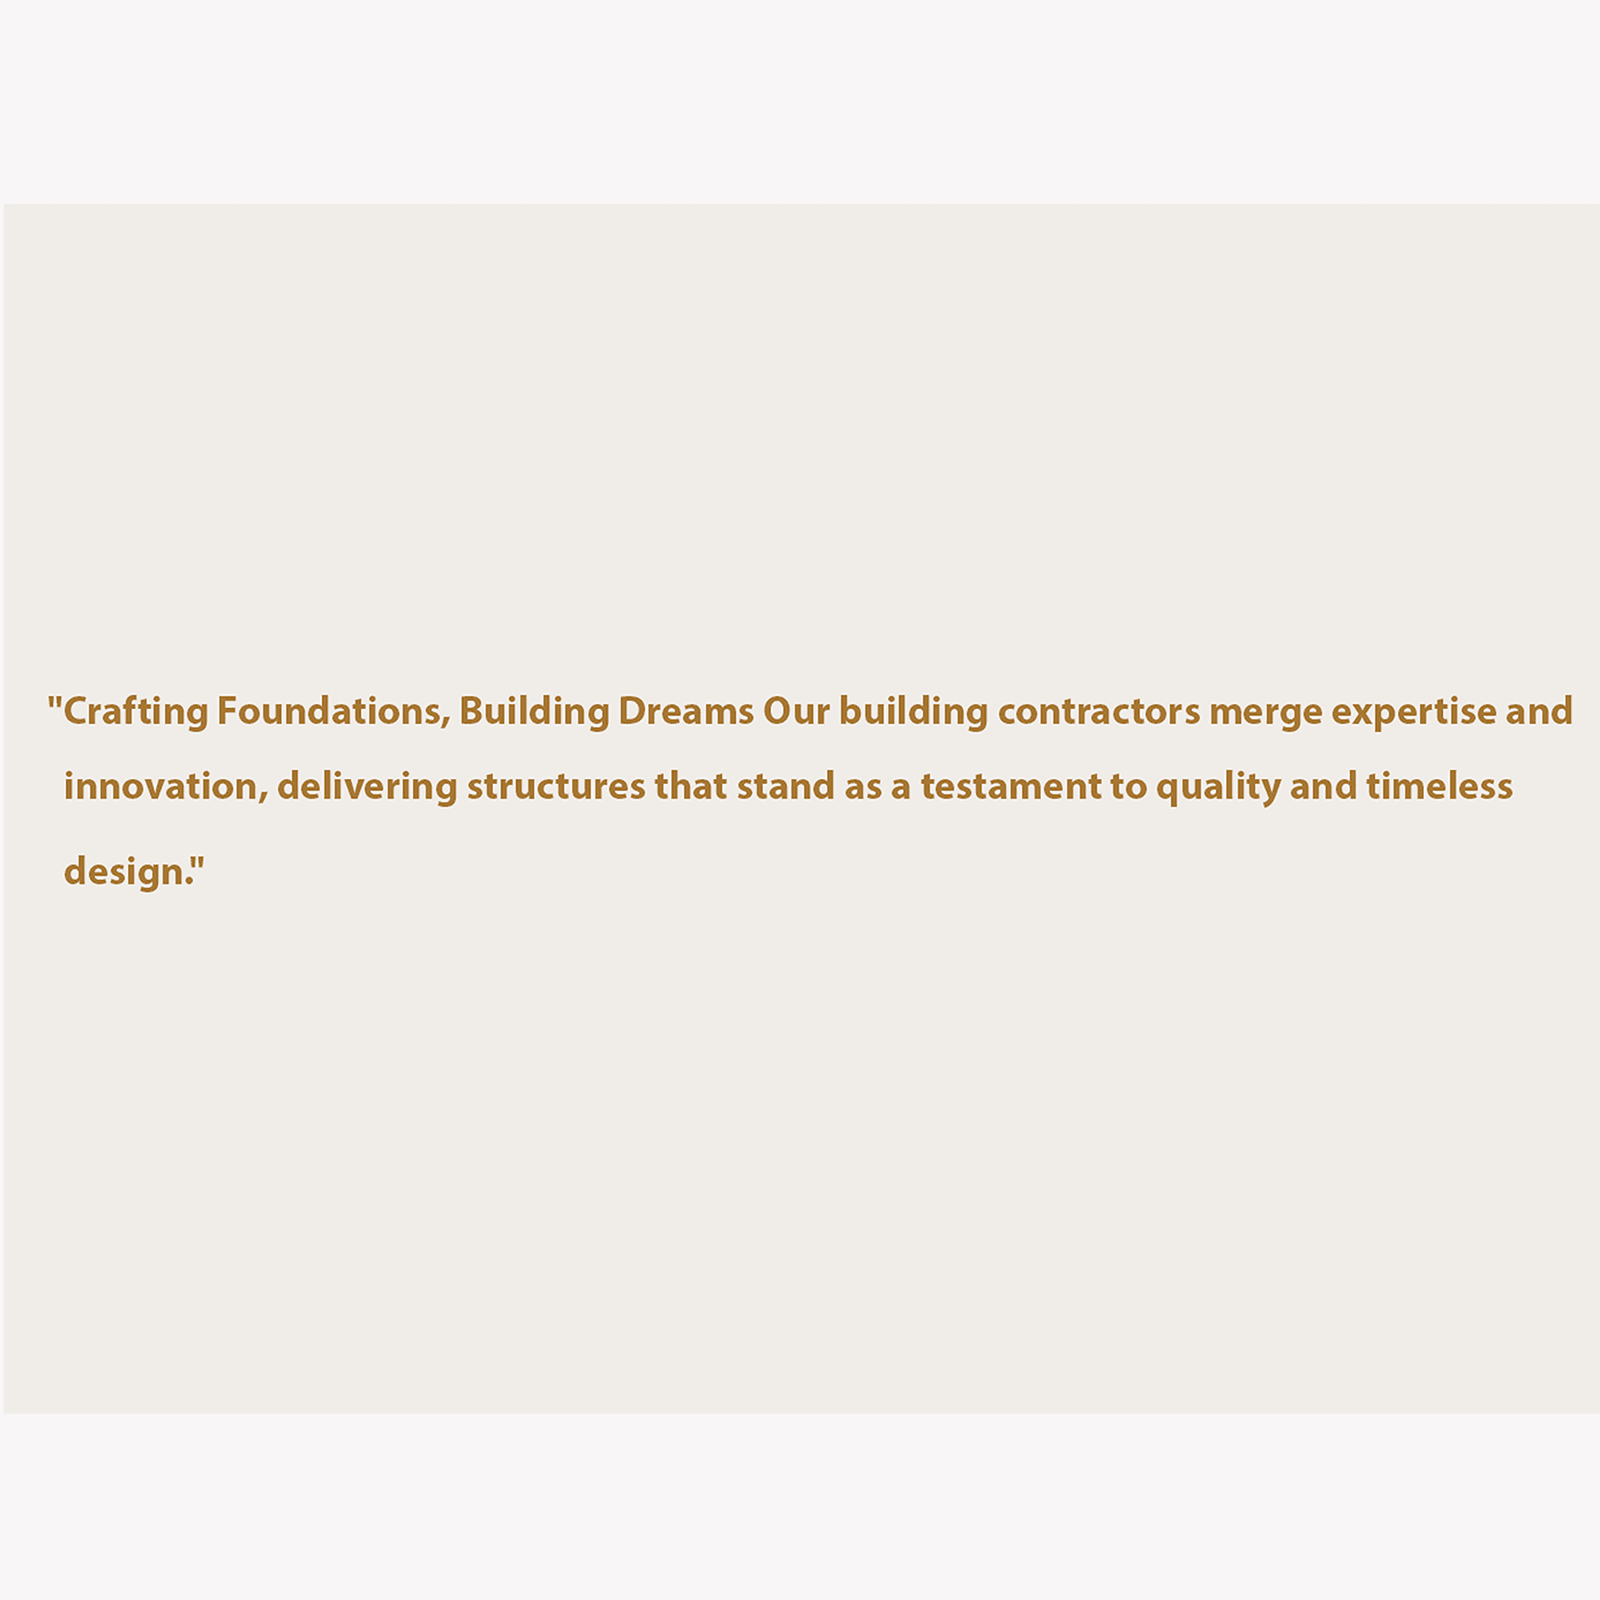 "Crafting Foundations, Building Dreams Our building contractors merge expertise and
innovation, delivering structures that stand as a testament to quality and timeless
design."